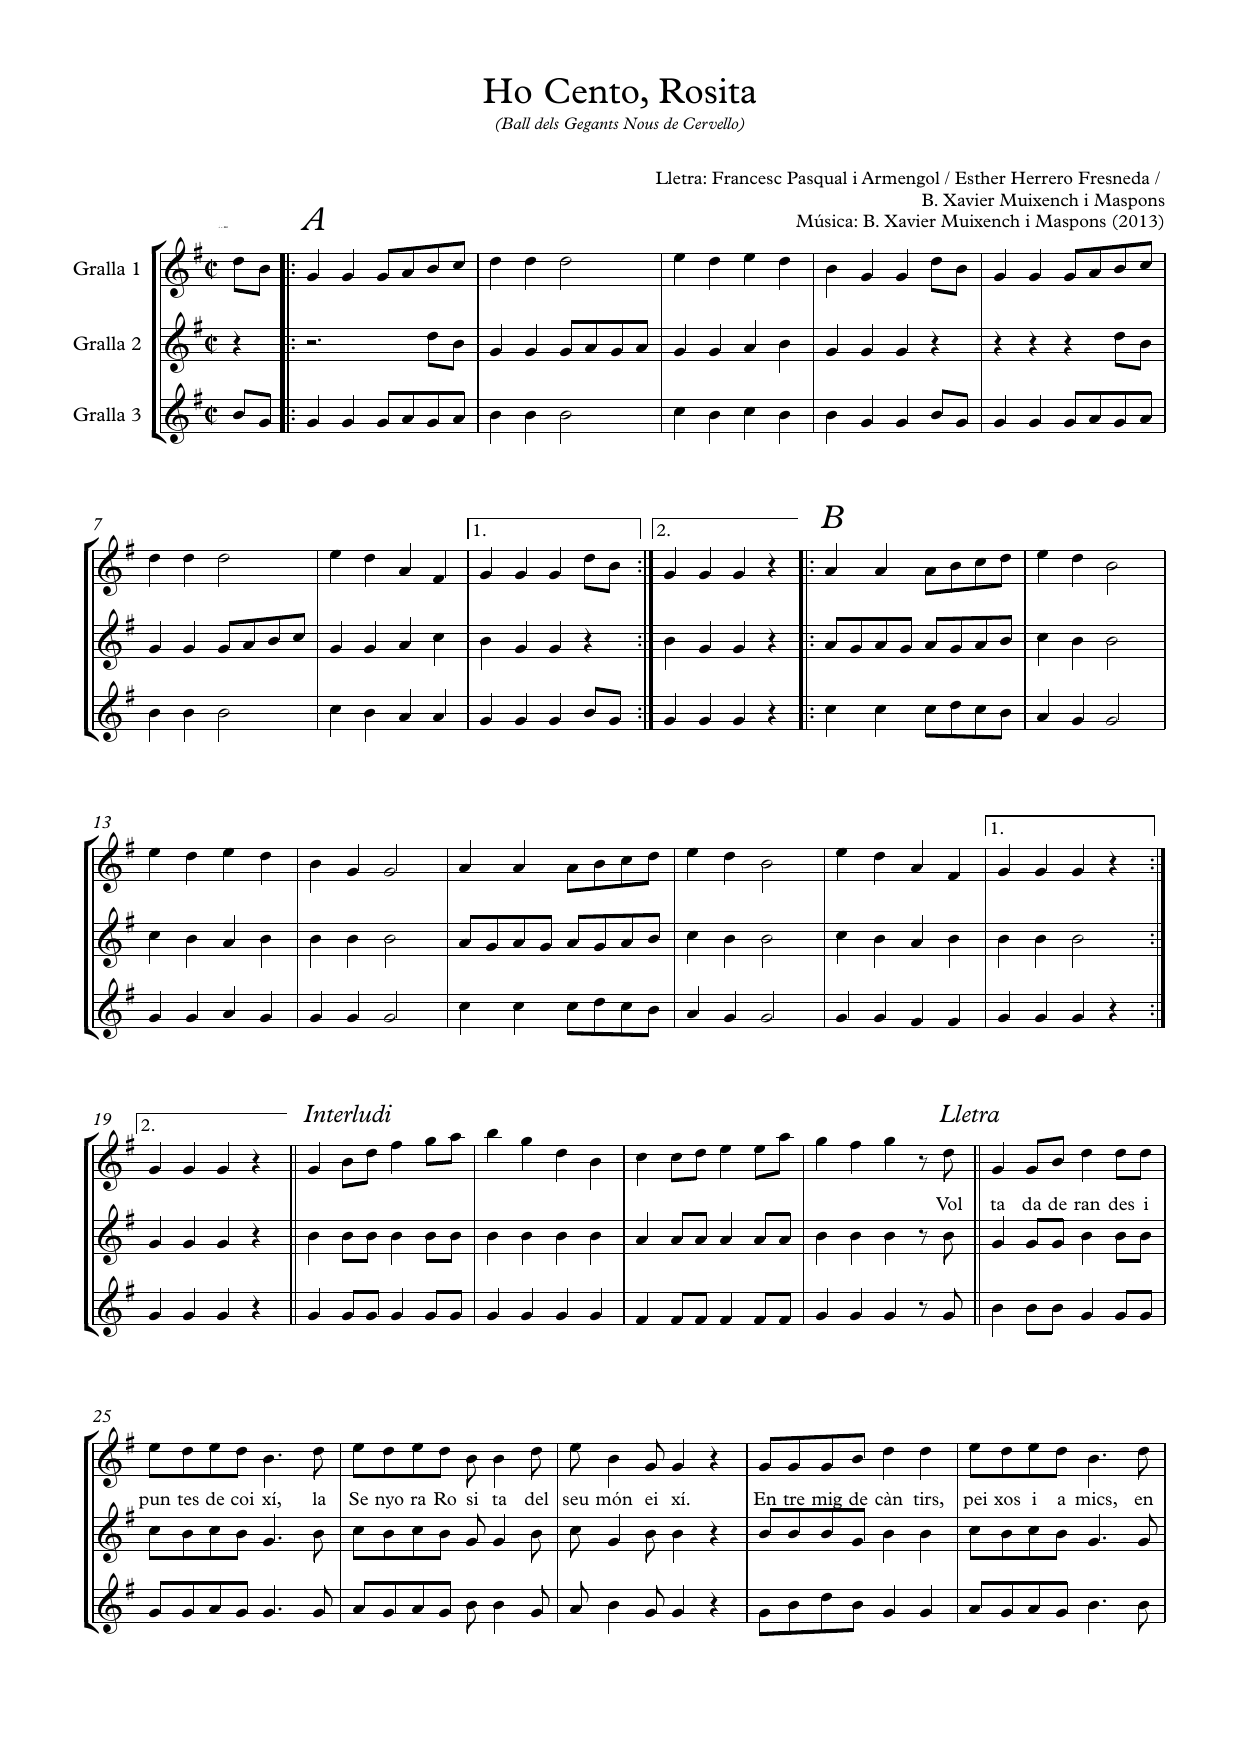 Ho Cento, Rosita
(Ball dels Gegants Nous de Cervello)
Lletra: Francesc Pasqual i Armengol / Esther Herrero Fresneda /
B. Xavier Muixench i Maspons
Música: B. Xavier Muixench i Maspons (2013)
A
Gralla 1
Gralla 2
Gralla 3
7
1.
2.
B
13
1.
19
2.
Interludi
Lletra
Vol ta da de ran des i
25
pun tes de coi xí, la Se nyo ra Ro si ta del seu món ei xí. En tre mig de càn tirs, pei xos i a mics, en